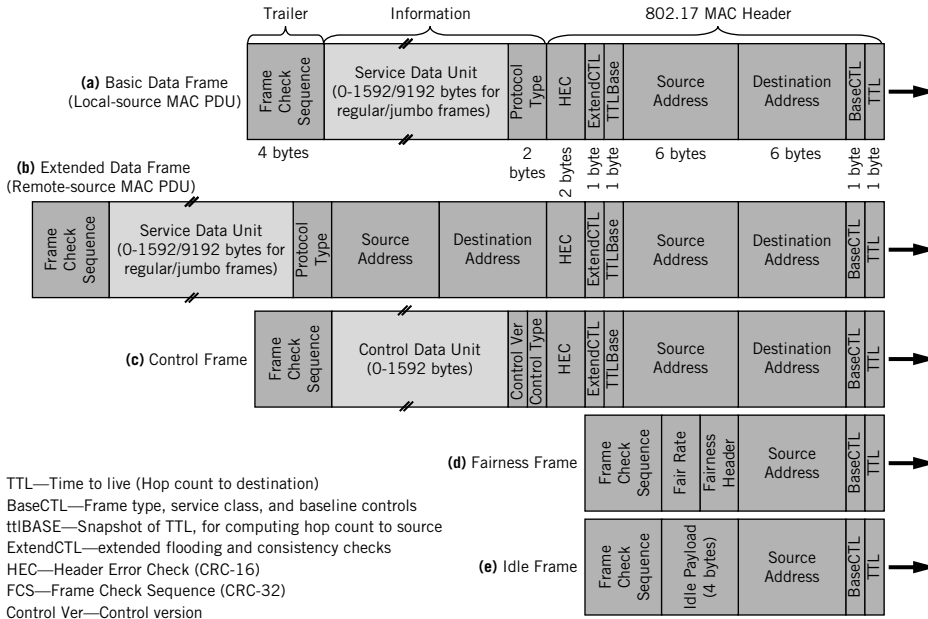 Trailer
Information
802.17 MAC Header
(a) Basic Data Frame
(Local-source MAC PDU)
Frame
Check
Sequence
Service Data Unit
(0-1592/9192 bytes for
regular/jumbo frames)
Protocol
Type
HEC
ExtendCTL
TTLBase
Source
Address
Destination
Address
BaseCTL
TTL
4 bytes
2
bytes
2 bytes
1 byte
1 byte
6 bytes
6 bytes
1 byte
1 byte
(b) Extended Data Frame
(Remote-source MAC PDU)
Frame
Check
Sequence
Service Data Unit
(0-1592/9192 bytes for
regular/jumbo frames)
Protocol
Type
Source
Address
Destination
Address
HEC
ExtendCTL
TTLBase
Source
Address
Destination
Address
BaseCTL
TTL
(c) Control Frame
Frame
Check
Sequence
Control Data Unit
(0-1592 bytes)
Control Ver
Control Type
HEC
ExtendCTL
TTLBase
Source
Address
Destination
Address
BaseCTL
TTL
(d) Fairness Frame
Frame
Check
Sequence
Fair Rate
Fairness
Header
Source
Address
BaseCTL
TTL
(e) Idle Frame
Frame
Check
Sequence
Idle Payload
(4 bytes)
Source
Address
BaseCTL
TTL
TTL—Time to live (Hop count to destination)
BaseCTL—Frame type, service class, and baseline controls
ttlBASE—Snapshot of TTL, for computing hop count to source
ExtendCTL—extended flooding and consistency checks
HEC—Header Error Check (CRC-16)
FCS—Frame Check Sequence (CRC-32)
Control Ver—Control version